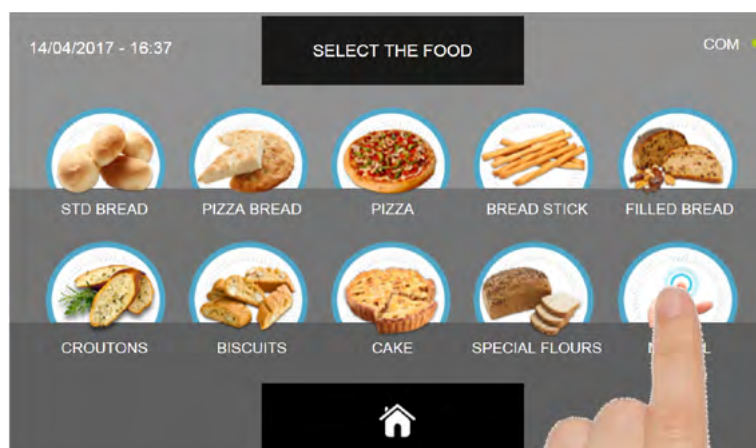 14/04/2017 - 16:37
SELECT THE FOOD
COM
STD BREAD
PIZZA BREAD
PIZZA
BREAD STICK
FILLED BREAD
CROUTONS
BISCUITS
CAKE
SPECIAL FLOURS